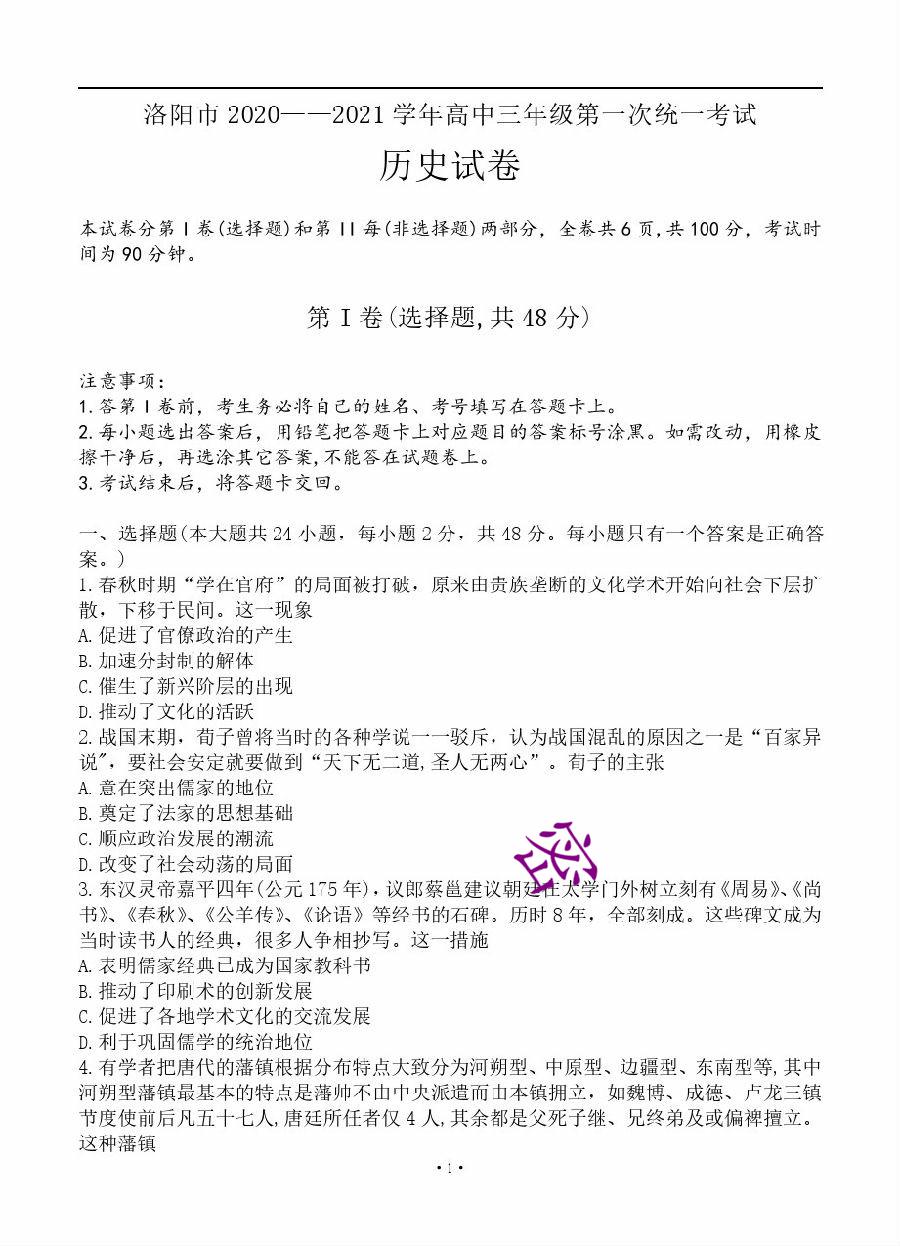 洛阳市 2020——2021 学年高中三年级第一次统一考试
历史试卷
本试卷分第 I 卷(选择题)和第 II 每(非选择题)两部分，全卷共 6 页,共 100 分，考试时
间为 90 分钟。
第 I 卷(选择题,共 48 分)
注意事项：
1.答第 I 卷前，考生务必将自己的姓名、考号填写在答题卡上。
2.每小题选出答案后，用铅笔把答题卡上对应题目的答案标号涂黑。如需改动，用橡皮
擦干净后，再选涂其它答案,不能答在试题卷上。
3.考试结束后，将答题卡交回。
一、选择题(本大题共 24 小题，每小题 2 分，共 48 分。每小题只有一个答案是正确答
案。)
1.春秋时期“学在官府”的局面被打破，原来由贵族垄断的文化学术开始向社会下层扩
散，下移于民间。这一现象
A.促进了官僚政治的产生
B.加速分封制的解体
C.催生了新兴阶层的出现
D.推动了文化的活跃
2.战国末期，荀子曾将当时的各种学说一一驳斥，认为战国混乱的原因之一是“百家异
说"，要社会安定就要做到“天下无二道,圣人无两心”。荀子的主张
A.意在突出儒家的地位
B.奠定了法家的思想基础
C.顺应政治发展的潮流
D.改变了社会动荡的局面
密
3.东汉灵帝嘉平四年(公元 175 年),议郎蔡邕建议朝廷在太学门外树立刻有《周易》、《尚
书》、《春秋》、《公羊传》、《论语》等经书的石碑。历时 8 年，全部刻成。这些碑文成为
当时读书人的经典，很多人争相抄写。这一措施
A.表明儒家经典已成为国家教科书
B.推动了印刷术的创新发展
C.促进了各地学术文化的交流发展
D.利于巩固儒学的统治地位
4.有学者把唐代的藩镇根据分布特点大致分为河朔型、中原型、边疆型、东南型等,其中
河朔型藩镇最基本的特点是藩帅不由中央派遣而由本镇拥立，如魏博、成德、卢龙三镇
节度使前后凡五十七人,唐廷所任者仅 4 人,其余都是父死子继、兄终弟及或偏裨擅立。
这种藩镇
·1·